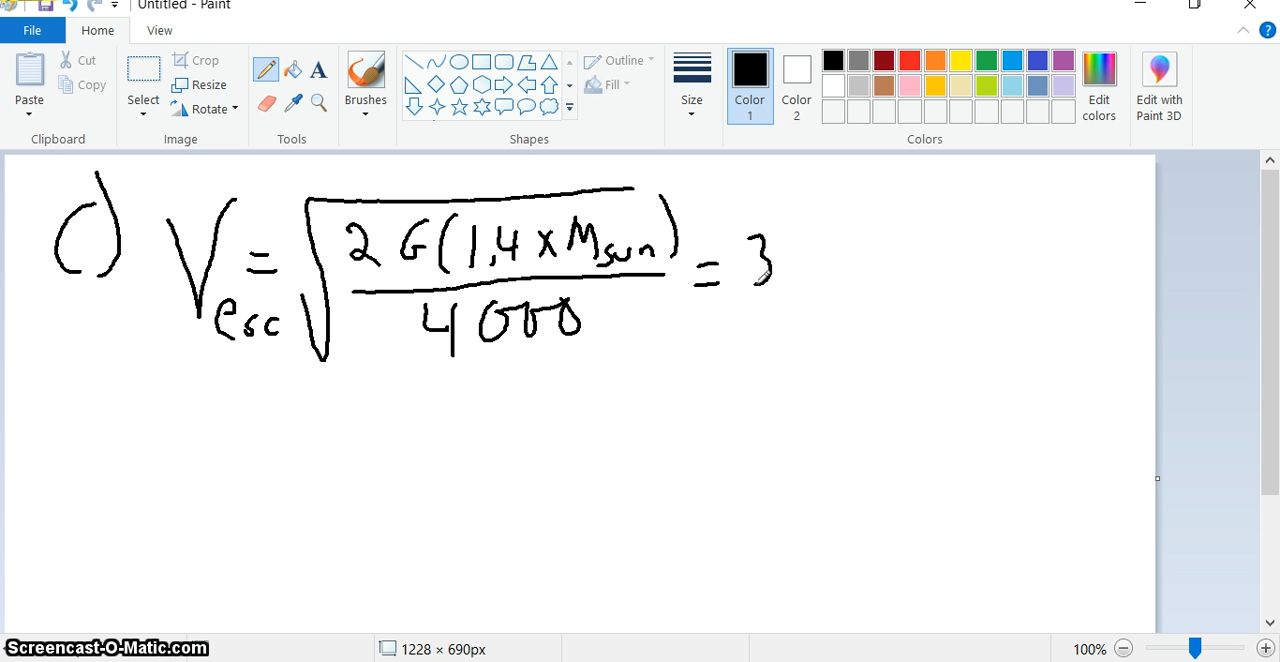 Untitled - Paint
File Home View
Paste Cut Copy Select Crop Resize Rotate A Brushes Outline Fill Size Color 1 Color 2 Edit colors Edit with Paint 3D
Clipboard Image Tools Shapes Colors
c) Vesc = √(2 G (1,4 x Msun) / 4000) = 3
Screencast-O-Matic.com 1228 × 690px 100%